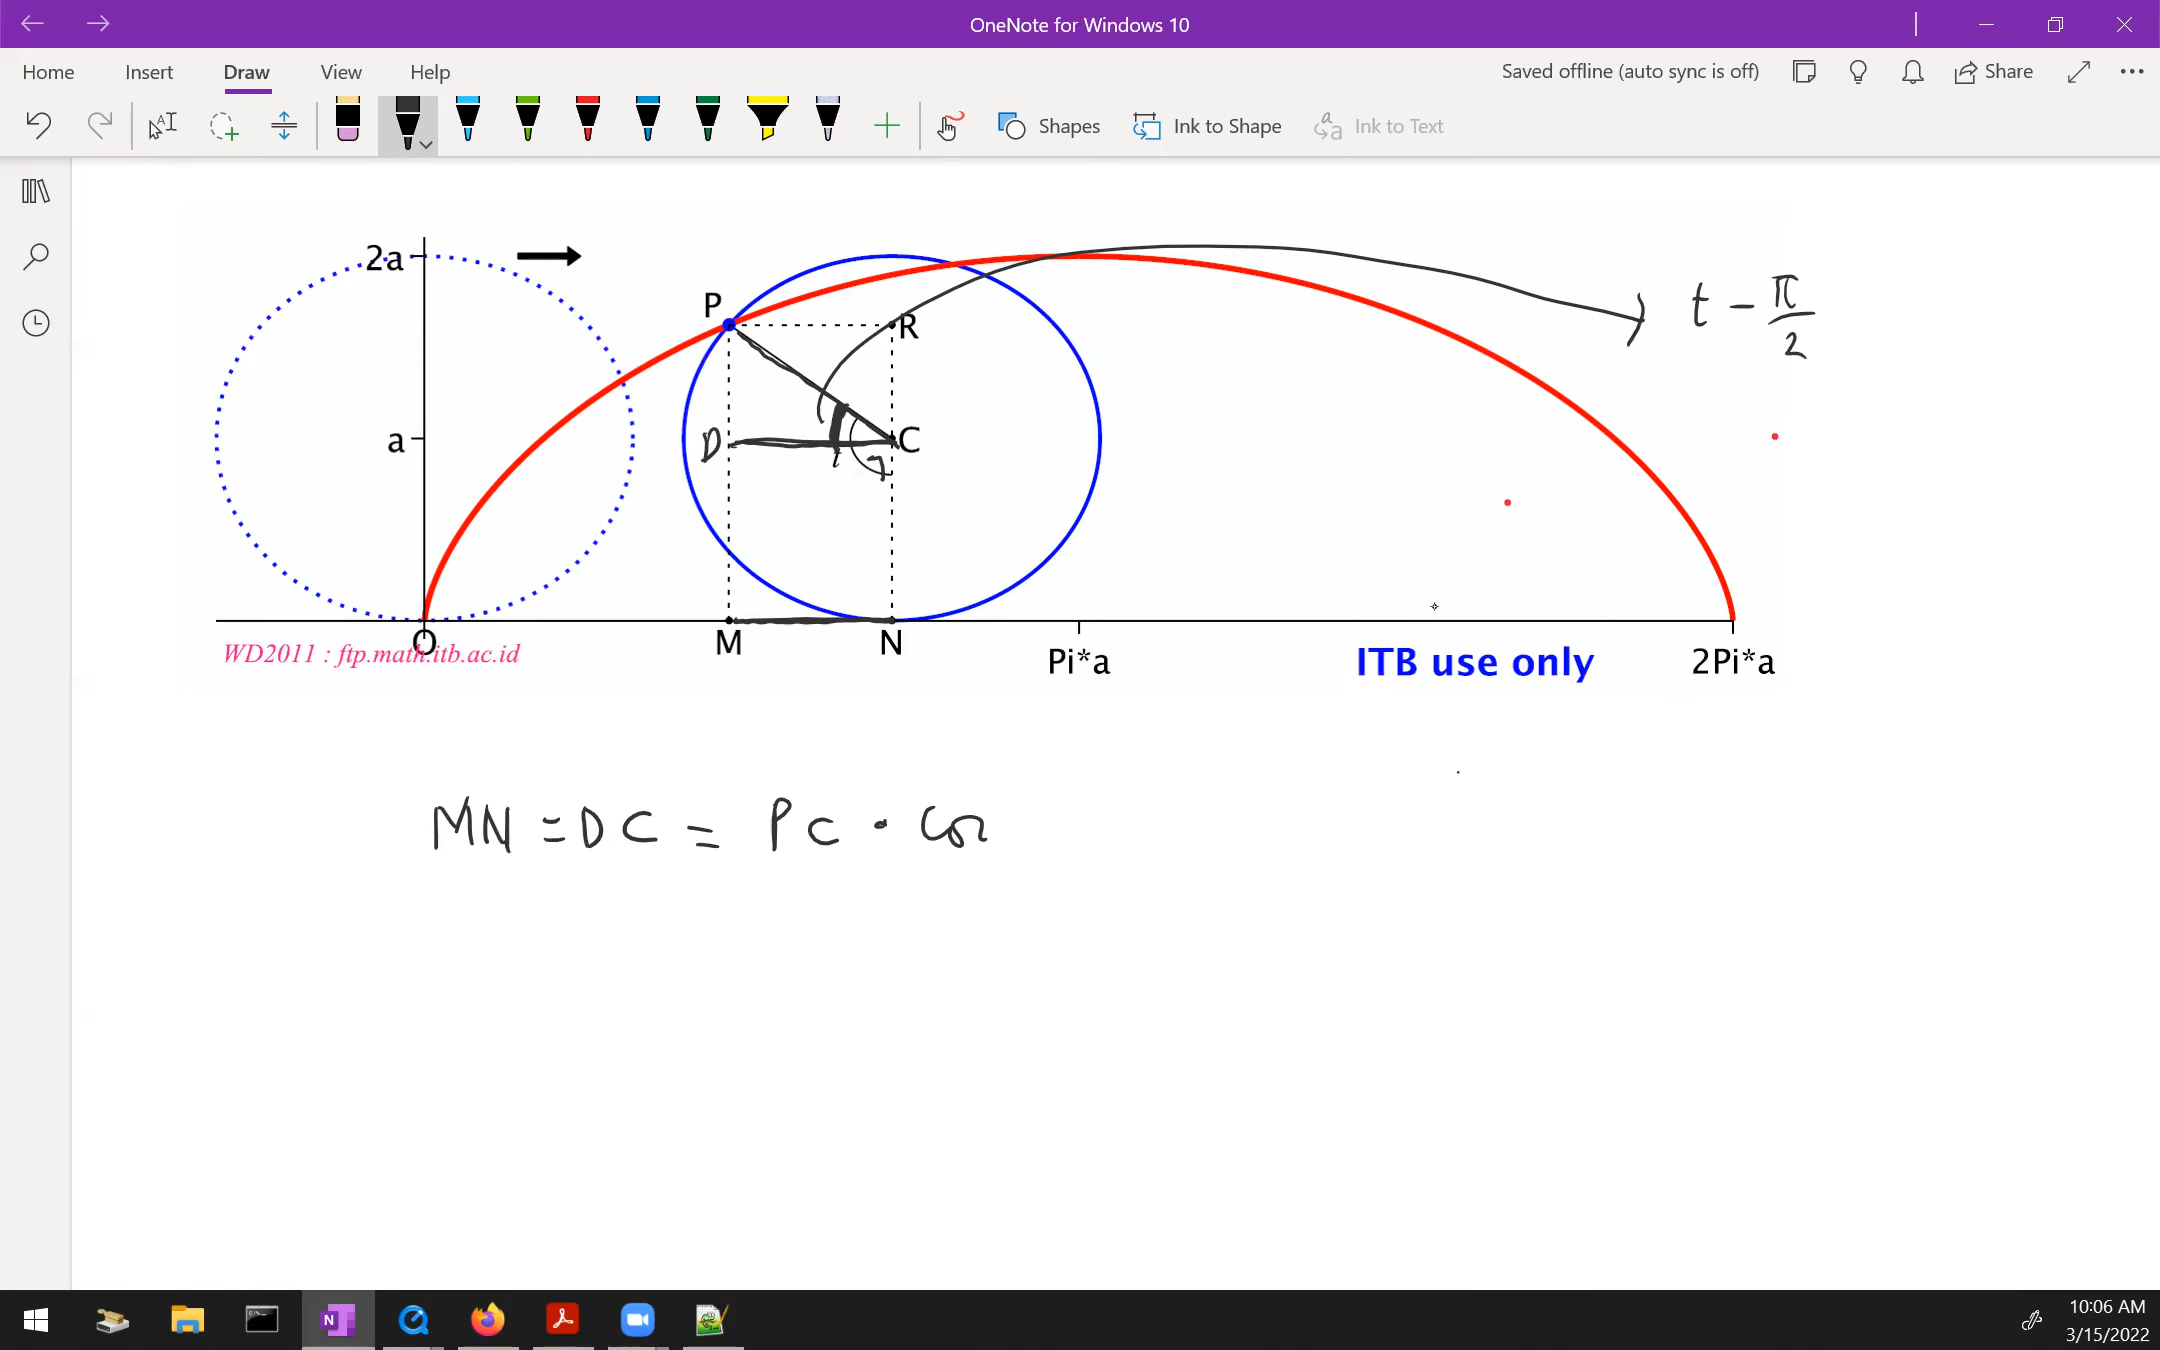 OneNote for Windows 10
Home Insert Draw View Help
Saved offline (auto sync is off) Share
Shapes Ink to Shape Ink to Text
2a
P
R
t - π/2
a
D
C
t
O
M
N
Pi*a
2Pi*a
WD2011 : ftp.math.itb.ac.id
ITB use only
MN = DC = PC · Cos
10:06 AM
3/15/2022